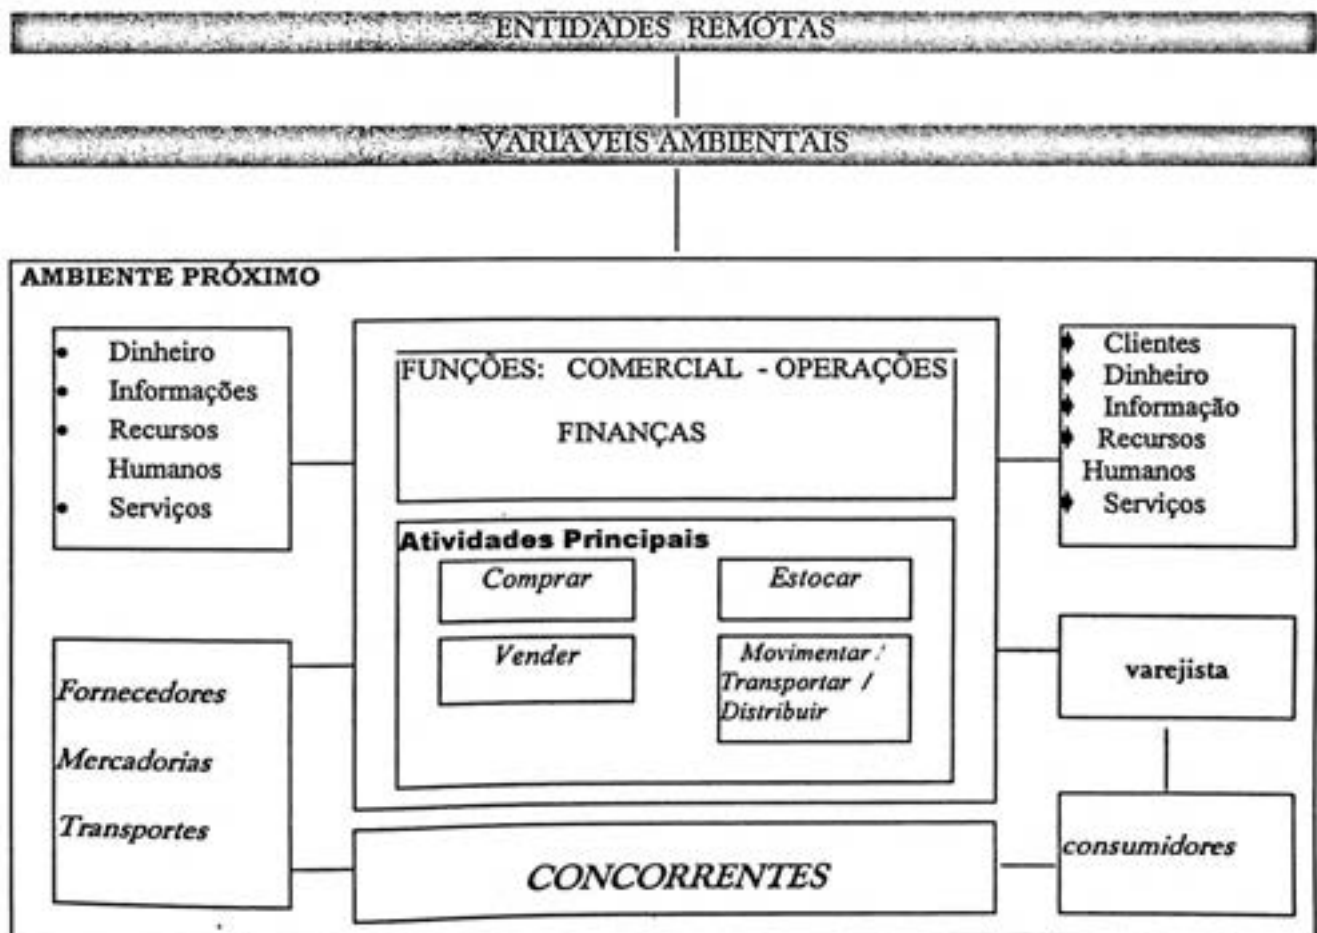 ENTIDADES REMOTAS
VARIÁVEIS AMBIENTAIS
AMBIENTE PRÓXIMO
• Dinheiro
• Informações
• Recursos
Humanos
• Serviços
Fornecedores
Mercadorias
Transportes
FUNÇÕES: COMERCIAL - OPERAÇÕES
FINANÇAS
Atividades Principais
Comprar
Estocar
Vender
Movimentar /
Transportar /
Distribuir
CONCORRENTES
Clientes
Dinheiro
Informação
Recursos
Humanos
Serviços
varejista
consumidores